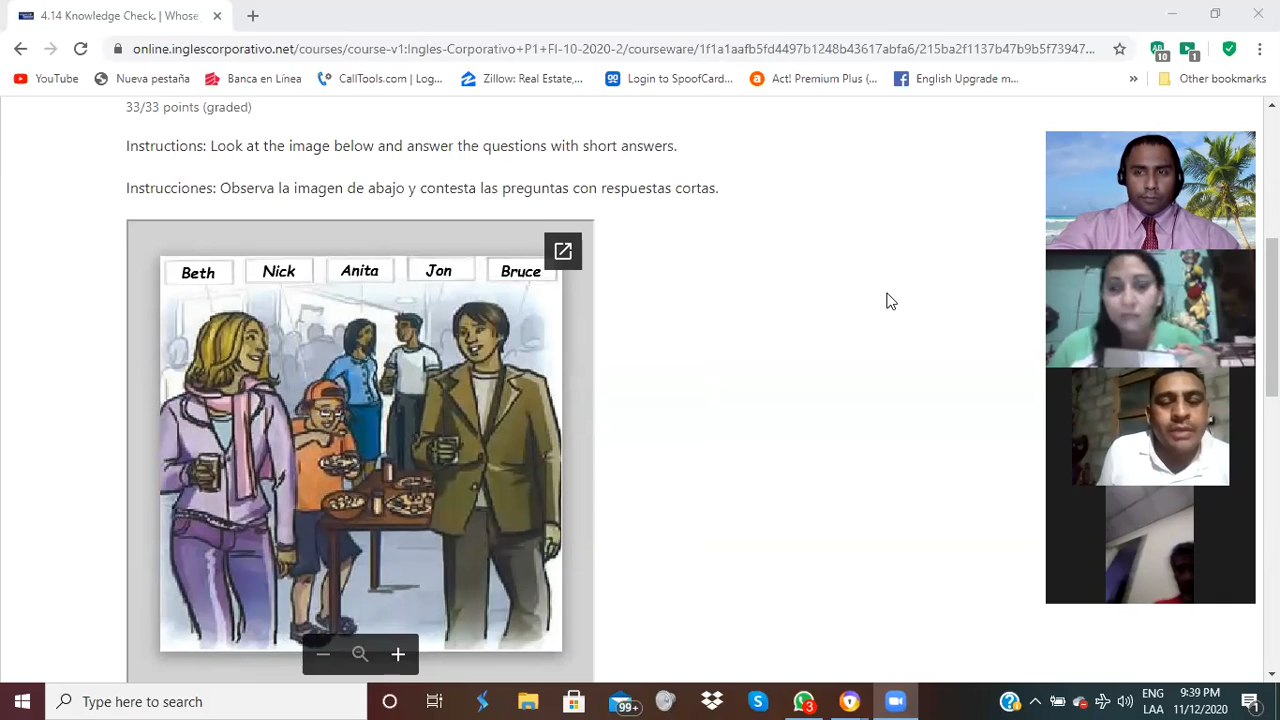 4.14 Knowledge Check. | Whose
online.inglescorporativo.net/courses/course-v1:Ingles-Corporativo+P1+FI-10-2020-2/courseware/1f1a1aafb5fd4497b1248b43617abfa6/215ba2f1137b47b9b5f73947...
10
1
YouTube
Nueva pestaña
Banca en Línea
CallTools.com | Log...
Zillow: Real Estate,...
Login to SpoofCard...
Act! Premium Plus (...
English Upgrade m...
»
Other bookmarks
33/33 points (graded)
Instructions: Look at the image below and answer the questions with short answers.
Instrucciones: Observa la imagen de abajo y contesta las preguntas con respuestas cortas.
Beth
Nick
Anita
Jon
Bruce
Type here to search
99+
3
ENG
LAA
9:39 PM
11/12/2020
1